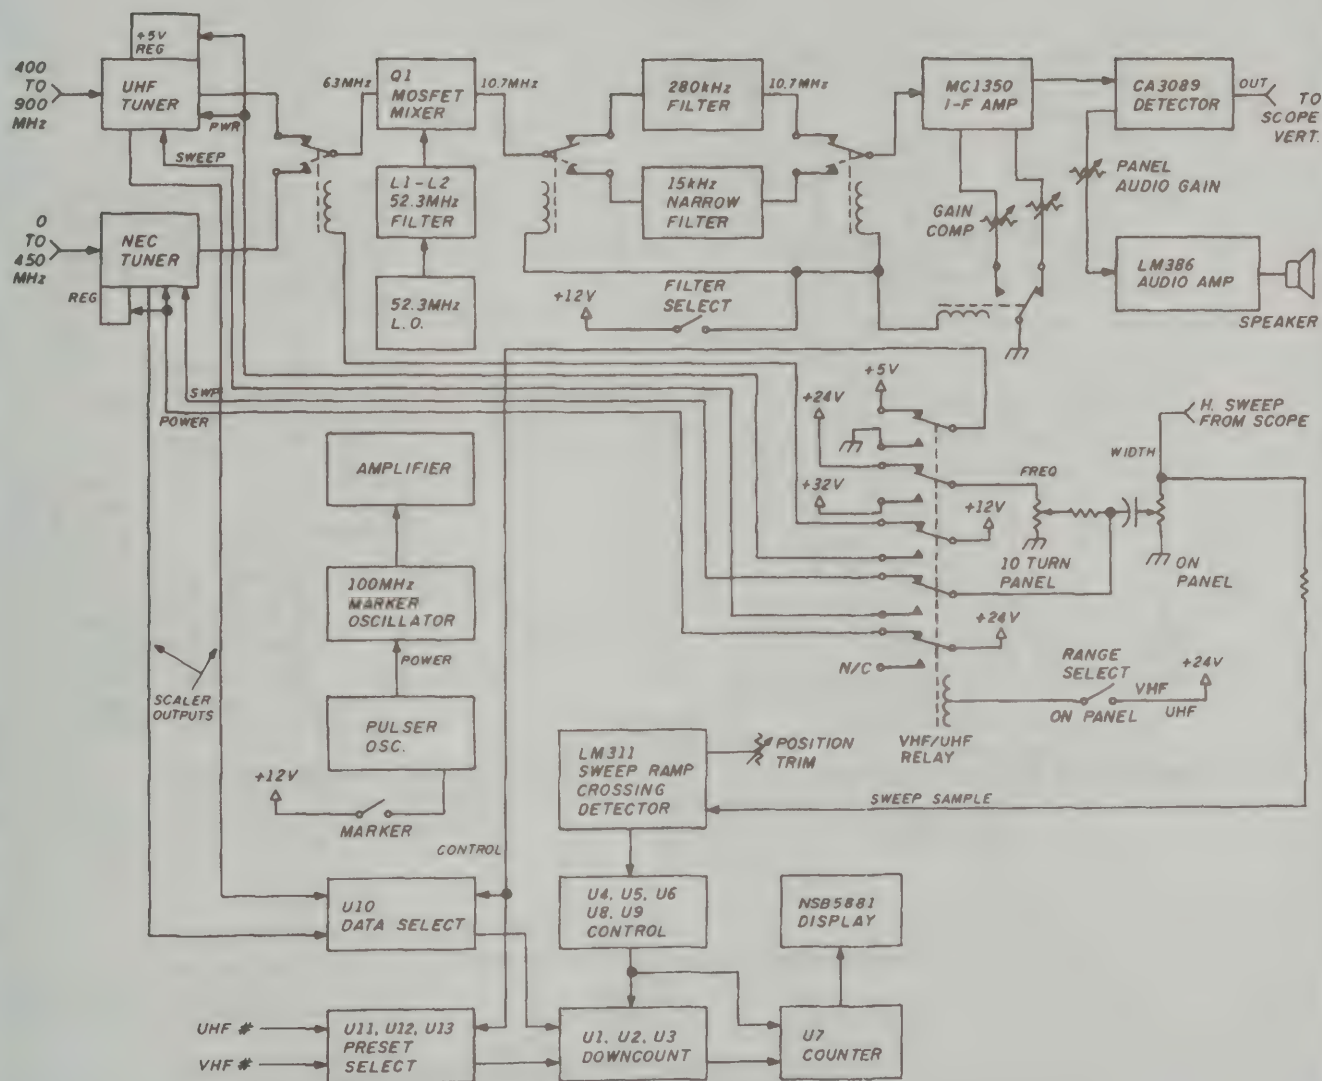 +5V
REG
400
TO
900
MHz
UHF
TUNER
PWR
SWEEP
63MHz
Q1
MOSFET
MIXER
10.7MHz
280kHz
FILTER
10.7MHz
MC1350
I-F AMP
CA3089
DETECTOR
OUT
TO
SCOPE
VERT.
L1-L2
52.3MHz
FILTER
15kHz
NARROW
FILTER
GAIN
COMP
PANEL
AUDIO GAIN
0
TO
450
MHz
NEC
TUNER
REG
52.3MHz
L.O.
+12V
FILTER
SELECT
LM386
AUDIO AMP
SPEAKER
SWP
POWER
+5V
+24V
+32V
+12V
FREQ
WIDTH
H. SWEEP
FROM SCOPE
10 TURN
PANEL
ON
PANEL
AMPLIFIER
100MHz
MARKER
OSCILLATOR
POWER
PULSER
OSC.
SCALER
OUTPUTS
+12V
MARKER
CONTROL
+24V
N/C
RANGE
SELECT
VHF
UHF
+24V
ON PANEL
VHF/UHF
RELAY
LM311
SWEEP RAMP
CROSSING
DETECTOR
POSITION
TRIM
SWEEP SAMPLE
U10
DATA SELECT
U4, U5, U6
U8, U9
CONTROL
NSB5881
DISPLAY
UHF #
VHF #
U11, U12, U13
PRESET
SELECT
U1, U2, U3
DOWNCOUNT
U7
COUNTER